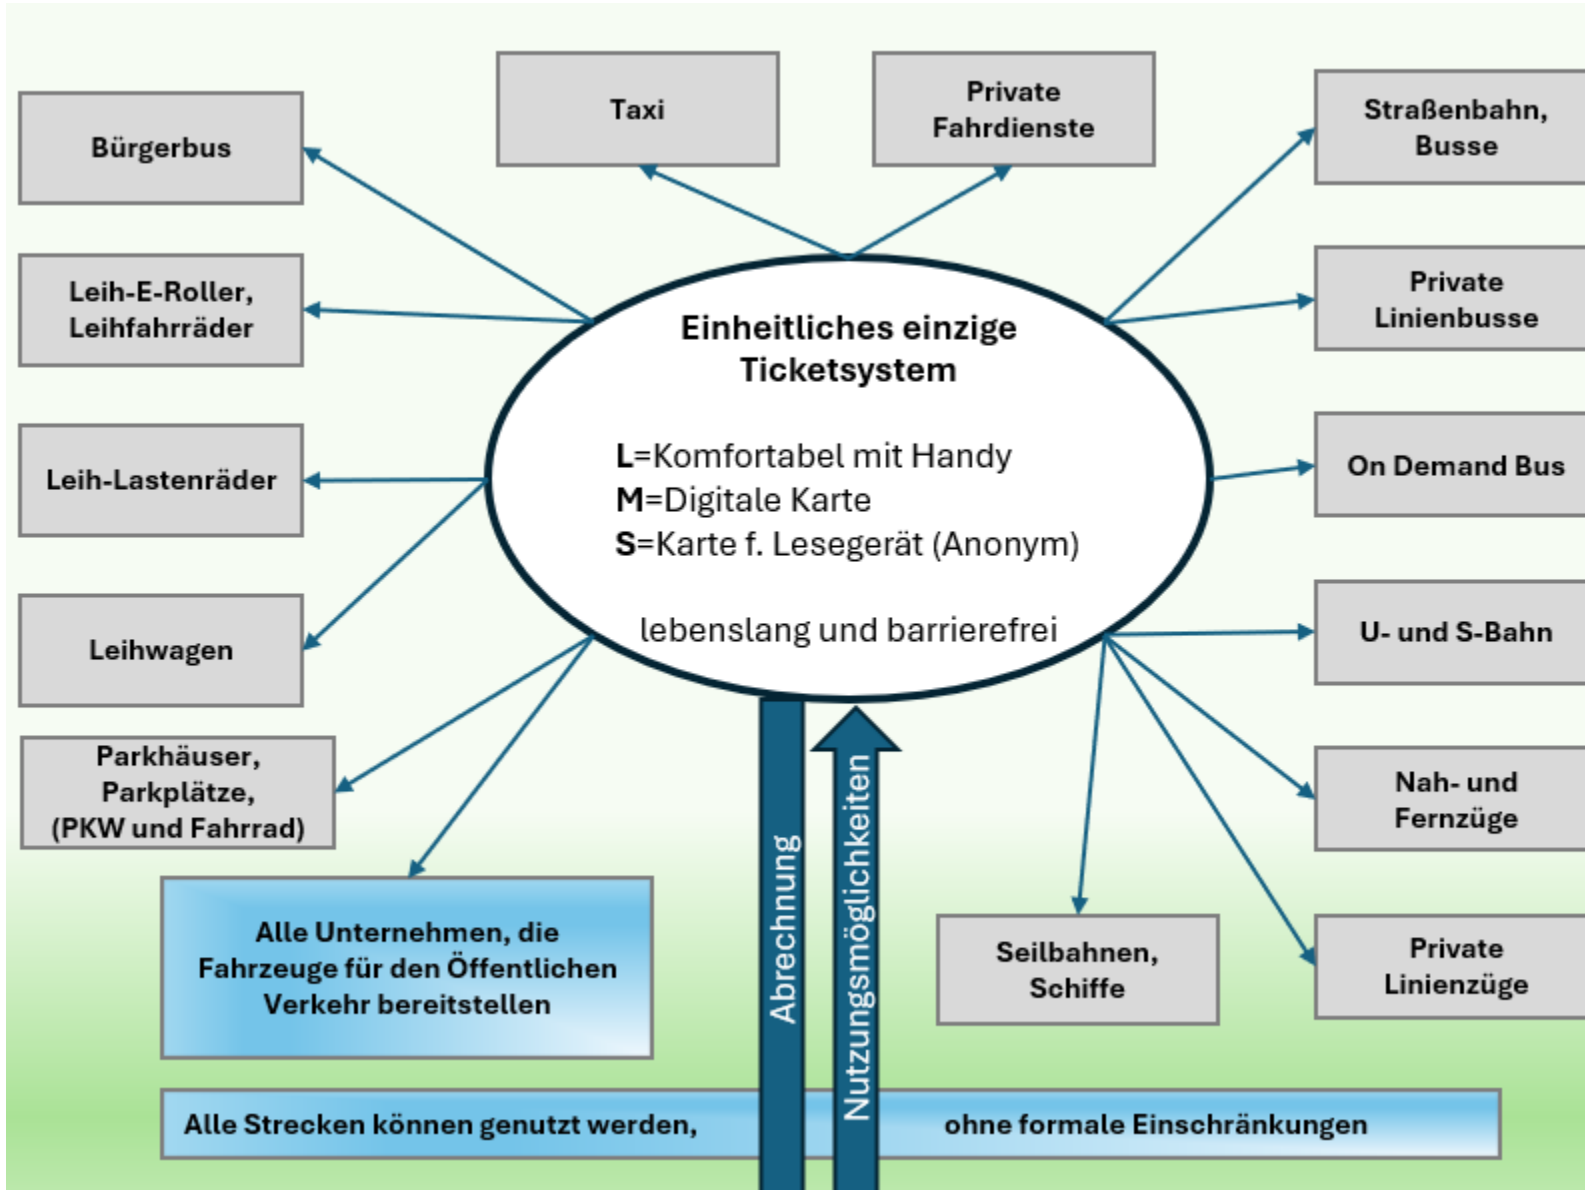 Taxi
Private
Fahrdienste
Straßenbahn,
Busse
Bürgerbus
Leih-E-Roller,
Leihfahrräder
Private
Linienbusse
Einheitliches einzige
Ticketsystem
L=Komfortabel mit Handy
M=Digitale Karte
S=Karte f. Lesegerät (Anonym)
lebenslang und barrierefrei
Leih-Lastenräder
On Demand Bus
Leihwagen
U- und S-Bahn
Parkhäuser,
Parkplätze,
(PKW und Fahrrad)
Nah- und
Fernzüge
Alle Unternehmen, die
Fahrzeuge für den Öffentlichen
Verkehr bereitstellen
Abrechnung
Nutzungsmöglichkeiten
Seilbahnen,
Schiffe
Private
Linienzüge
Alle Strecken können genutzt werden, ohne formale Einschränkungen